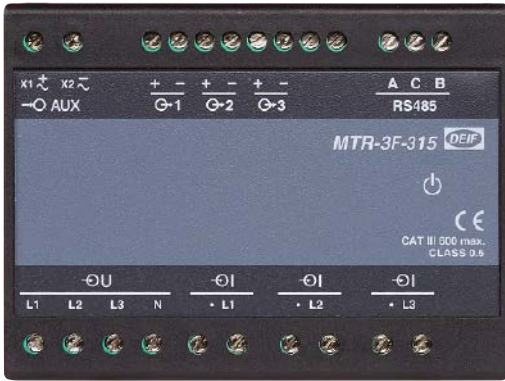 X1 X2
AUX
+ - + - + -
1 2 3
A C B
RS485
MTR-3F-315 DEIF
CE
CAT III 600 max.
CLASS 0.5
U I I I
L1 L2 L3 N • L1 • L2 • L3